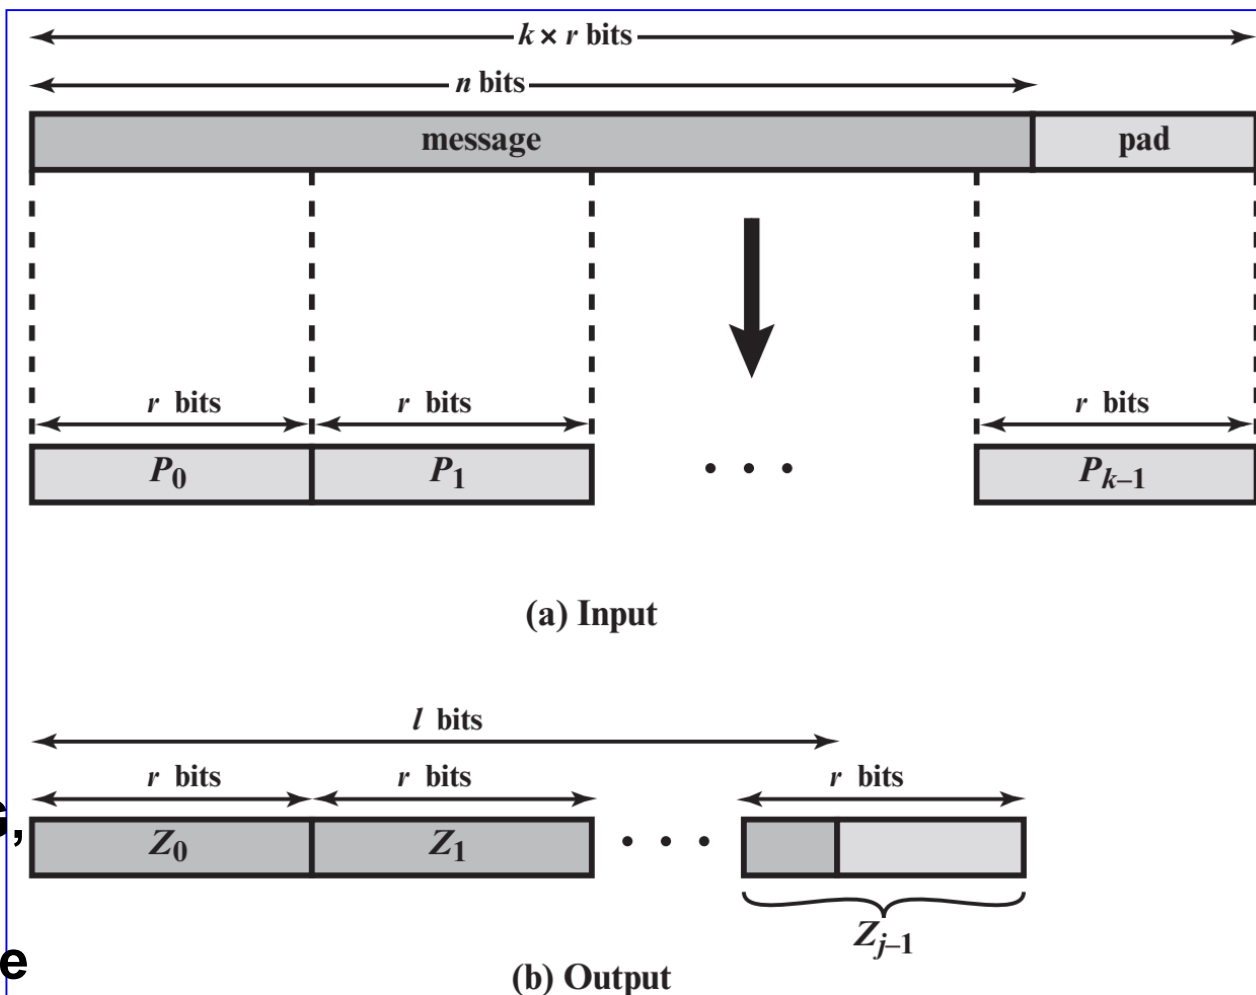 k × r bits
n bits
message pad
r bits r bits r bits
P0 P1 . . . Pk–1
(a) Input
l bits
r bits r bits r bits
Z0 Z1 . . .
Zj–1
e
(b) Output